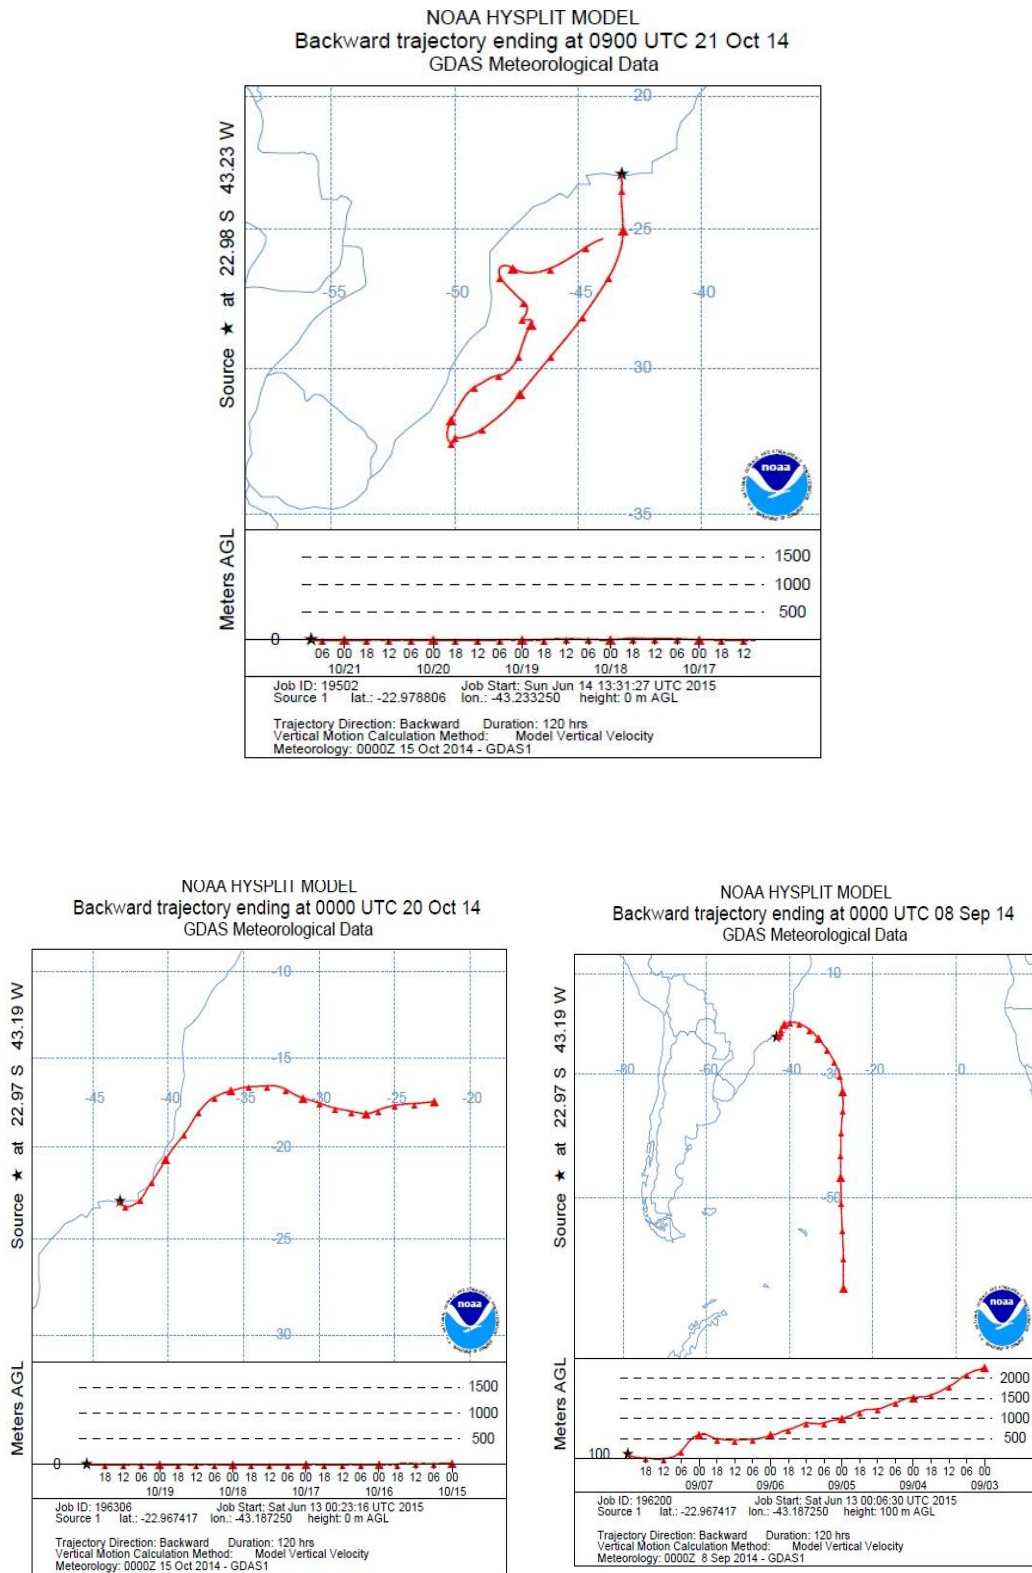 NOAA HYSPLIT MODEL
Backward trajectory ending at 0900 UTC 21 Oct 14
GDAS Meteorological Data
Source ★ at 22.98 S 43.23 W
-20
-25
-55
-50
-45
-40
-30
-35
noaa
Meters AGL
1500
1000
500
0
06 00 18 12 06 00 18 12 06 00 18 12 06 00 18 12 06 00 18 12
10/21 10/20 10/19 10/18 10/17
Job ID: 19502 Job Start: Sun Jun 14 13:31:27 UTC 2015
Source 1 lat.: -22.978806 lon.: -43.233250 height: 0 m AGL
Trajectory Direction: Backward Duration: 120 hrs
Vertical Motion Calculation Method: Model Vertical Velocity
Meteorology: 0000Z 15 Oct 2014 - GDAS1
NOAA HYSPLIT MODEL
Backward trajectory ending at 0000 UTC 20 Oct 14
GDAS Meteorological Data
Source ★ at 22.97 S 43.19 W
-10
-15
-45
-40
-35
-30
-25
-20
-20
-25
-30
noaa
Meters AGL
1500
1000
500
0
18 12 06 00 18 12 06 00 18 12 06 00 18 12 06 00 18 12 06 00
10/19 10/18 10/17 10/16 10/15
Job ID: 196306 Job Start: Sat Jun 13 00:23:16 UTC 2015
Source 1 lat.: -22.967417 lon.: -43.187250 height: 0 m AGL
Trajectory Direction: Backward Duration: 120 hrs
Vertical Motion Calculation Method: Model Vertical Velocity
Meteorology: 0000Z 15 Oct 2014 - GDAS1
NOAA HYSPLIT MODEL
Backward trajectory ending at 0000 UTC 08 Sep 14
GDAS Meteorological Data
Source ★ at 22.97 S 43.19 W
-10
-80
-60
-40
-20
0
-30
-50
noaa
Meters AGL
2000
1500
1000
500
100
18 12 06 00 18 12 06 00 18 12 06 00 18 12 06 00 18 12 06 00
09/07 09/06 09/05 09/04 09/03
Job ID: 196200 Job Start: Sat Jun 13 00:06:30 UTC 2015
Source 1 lat.: -22.967417 lon.: -43.187250 height: 100 m AGL
Trajectory Direction: Backward Duration: 120 hrs
Vertical Motion Calculation Method: Model Vertical Velocity
Meteorology: 0000Z 8 Sep 2014 - GDAS1